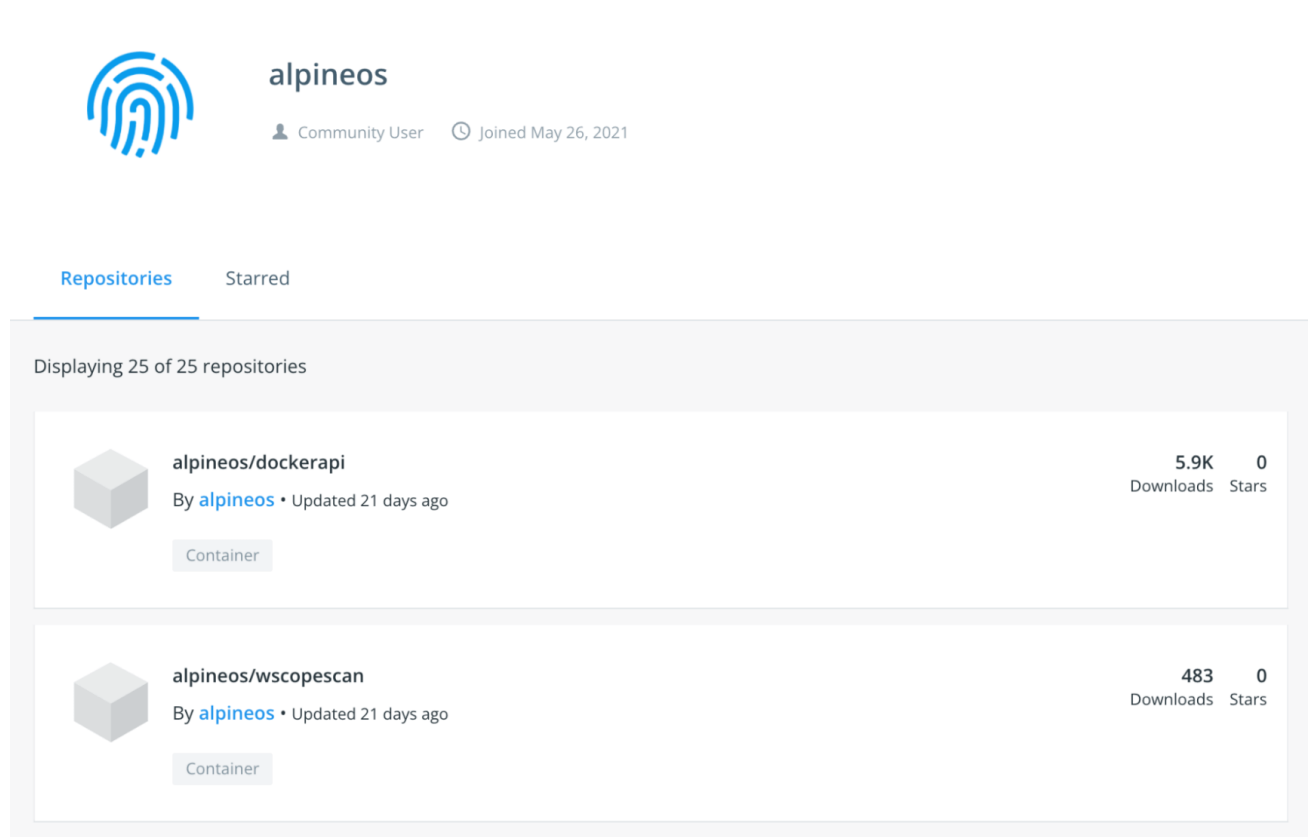 alpineos
Community User Joined May 26, 2021
Repositories Starred
Displaying 25 of 25 repositories
alpineos/dockerapi 5.9K 0
By alpineos • Updated 21 days ago Downloads Stars
Container
alpineos/wscopescan 483 0
By alpineos • Updated 21 days ago Downloads Stars
Container